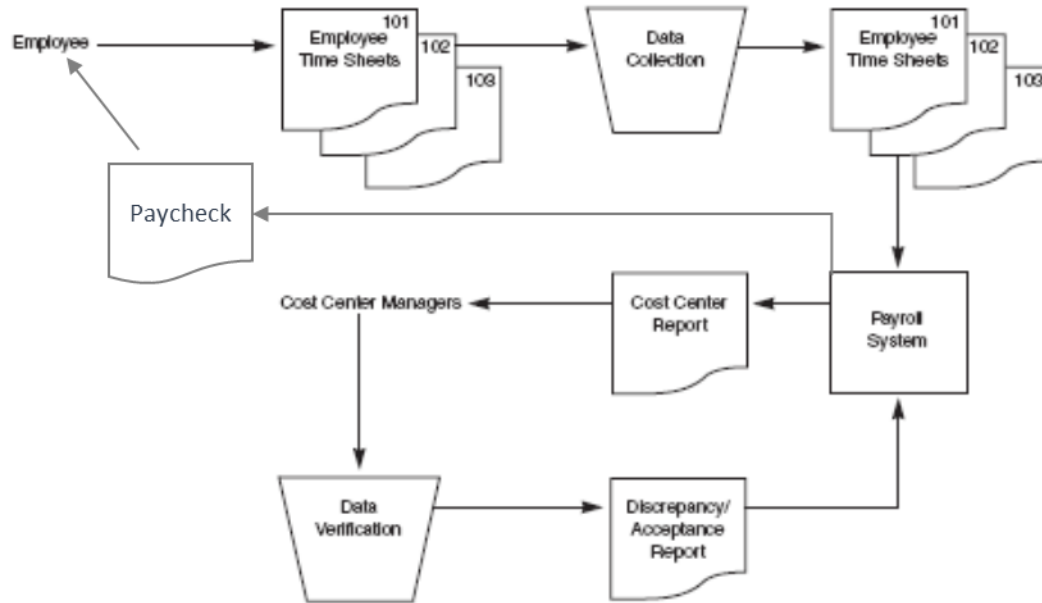 Employee
101
Employee
Time Sheets
102
103
Data
Collection
101
Employee
Time Sheets
102
103
Paycheck
Cost Center Managers
Cost Center
Report
Payroll
System
Data
Verification
Discrepancy/
Acceptance
Report